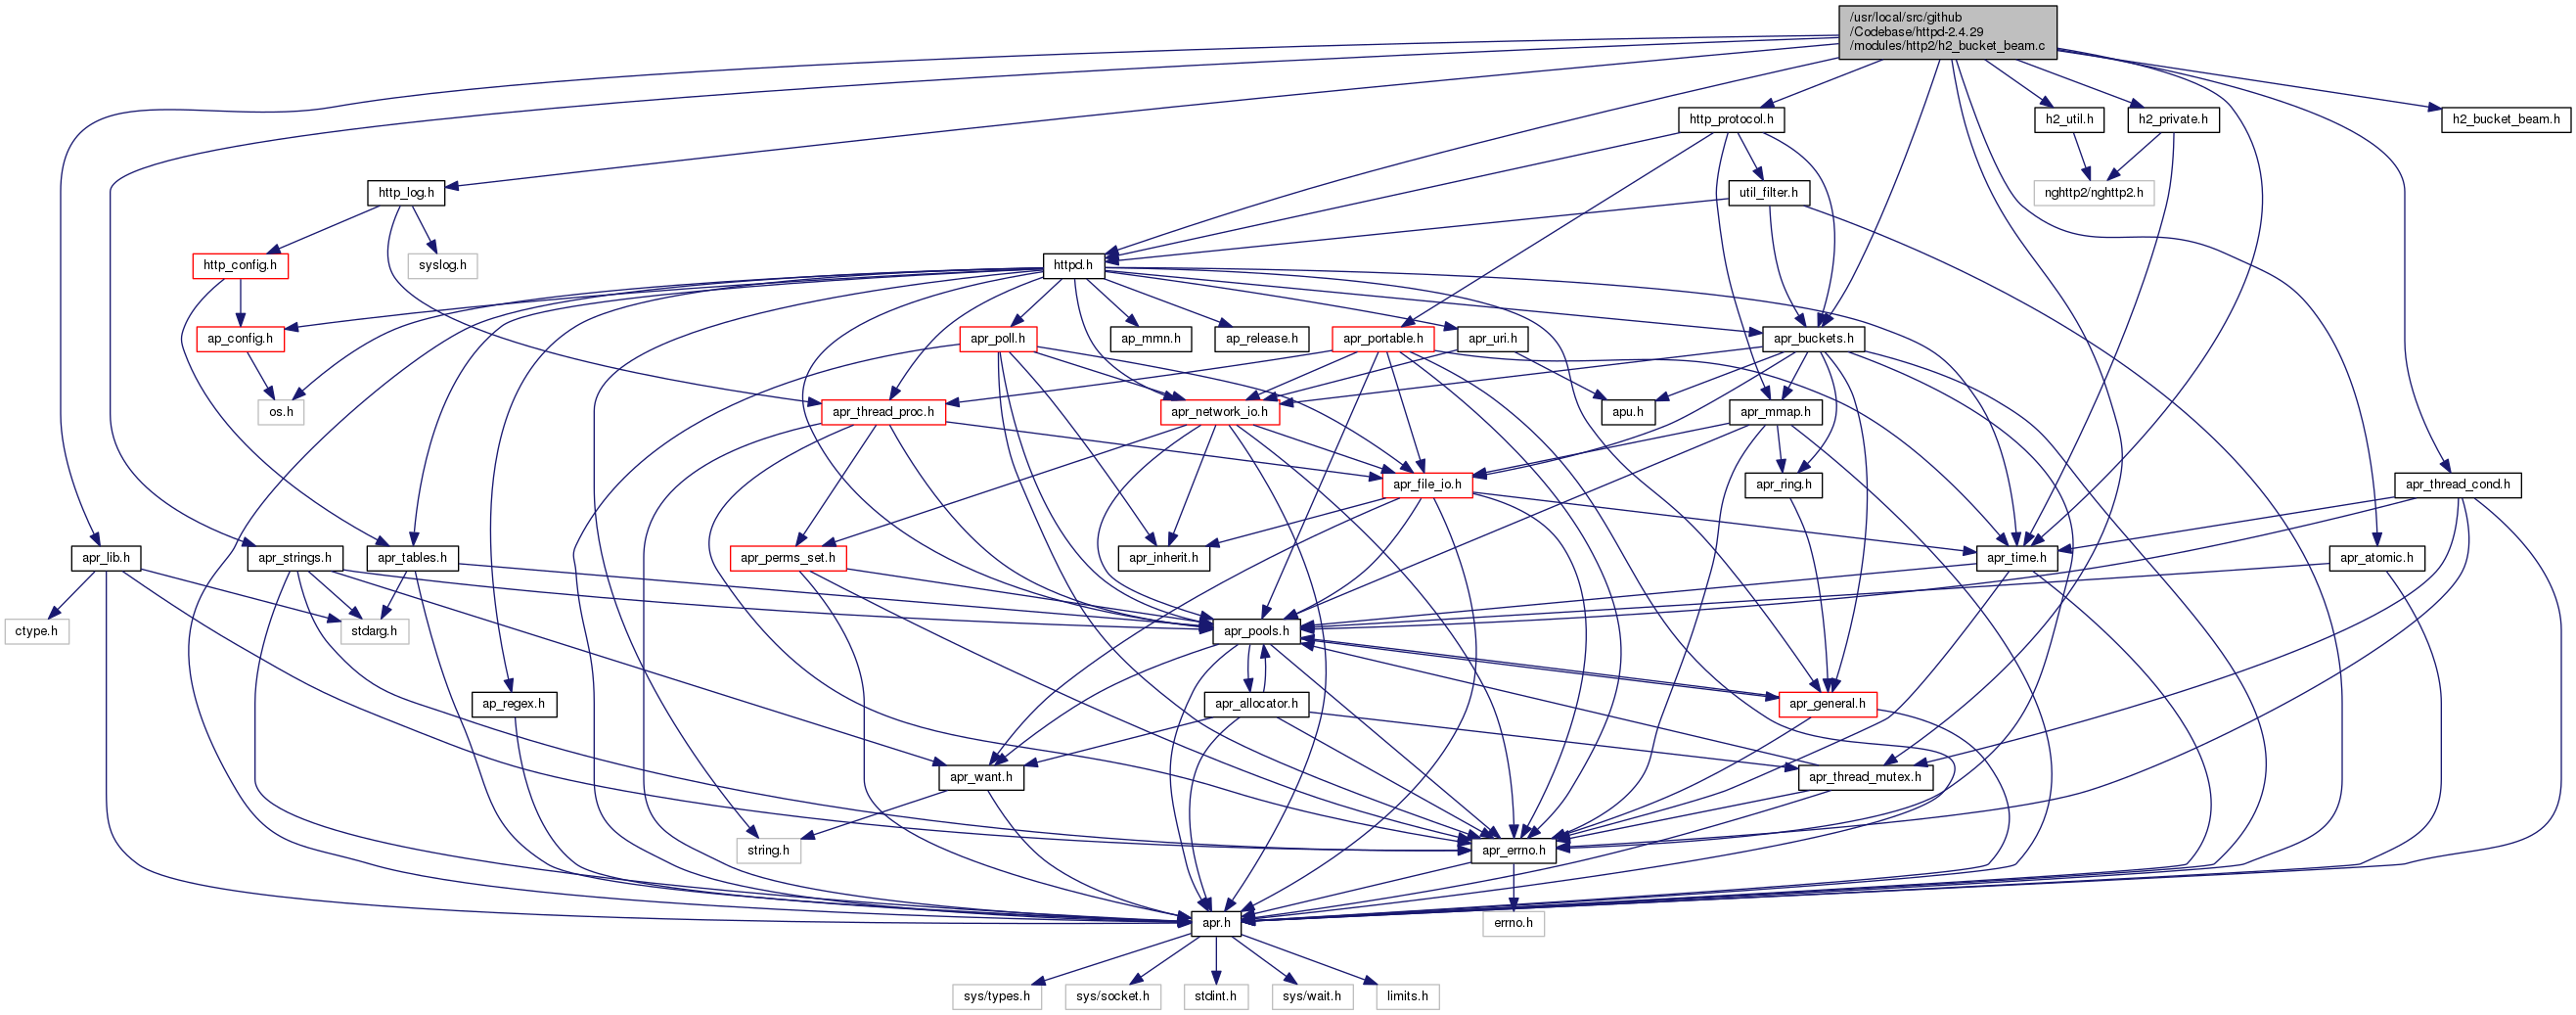 /usr/local/src/github
/Codebase/httpd-2.4.29
/modules/http2/h2_bucket_beam.c
http_protocol.h
h2_util.h
h2_private.h
h2_bucket_beam.h
http_log.h
util_filter.h
nghttp2/nghttp2.h
http_config.h
syslog.h
httpd.h
ap_config.h
apr_poll.h
ap_mmn.h
ap_release.h
apr_portable.h
apr_uri.h
apr_buckets.h
os.h
apr_thread_proc.h
apr_network_io.h
apu.h
apr_mmap.h
apr_file_io.h
apr_ring.h
apr_thread_cond.h
apr_lib.h
apr_strings.h
apr_tables.h
apr_perms_set.h
apr_inherit.h
apr_time.h
apr_atomic.h
ctype.h
stdarg.h
apr_pools.h
ap_regex.h
apr_allocator.h
apr_general.h
apr_want.h
apr_thread_mutex.h
string.h
apr_errno.h
apr.h
errno.h
sys/types.h
sys/socket.h
stdint.h
sys/wait.h
limits.h